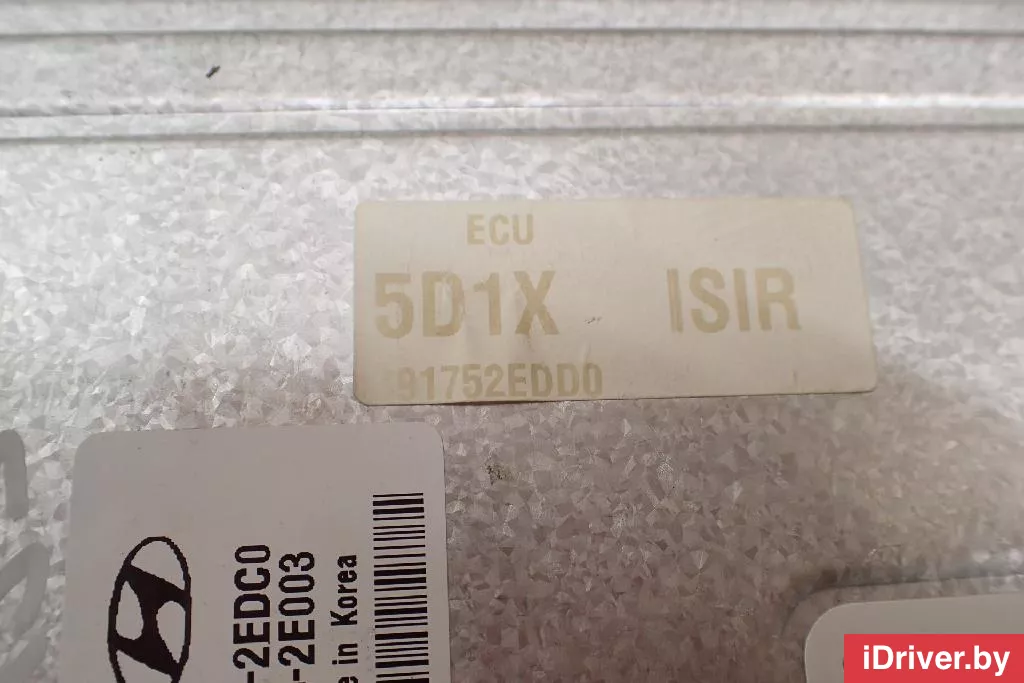 ECU
5D1X ISIR
91752EDD0
-2EDC0
-2E003
e in Korea
iDriver.by